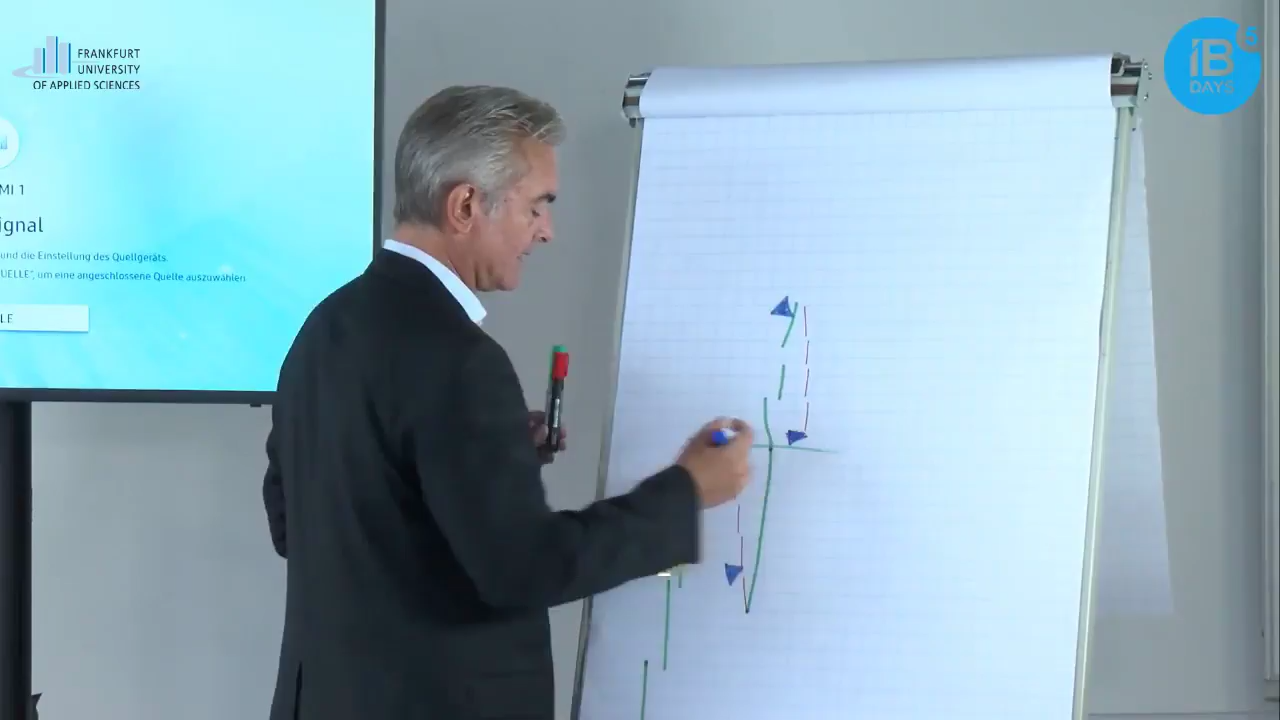 FRANKFURT
UNIVERSITY
OF APPLIED SCIENCES
MI 1
ignal
und die Einstellung des Quellgeräts.
UELLE", um eine angeschlossene Quelle auszuwählen
LE
iB 5
DAYS